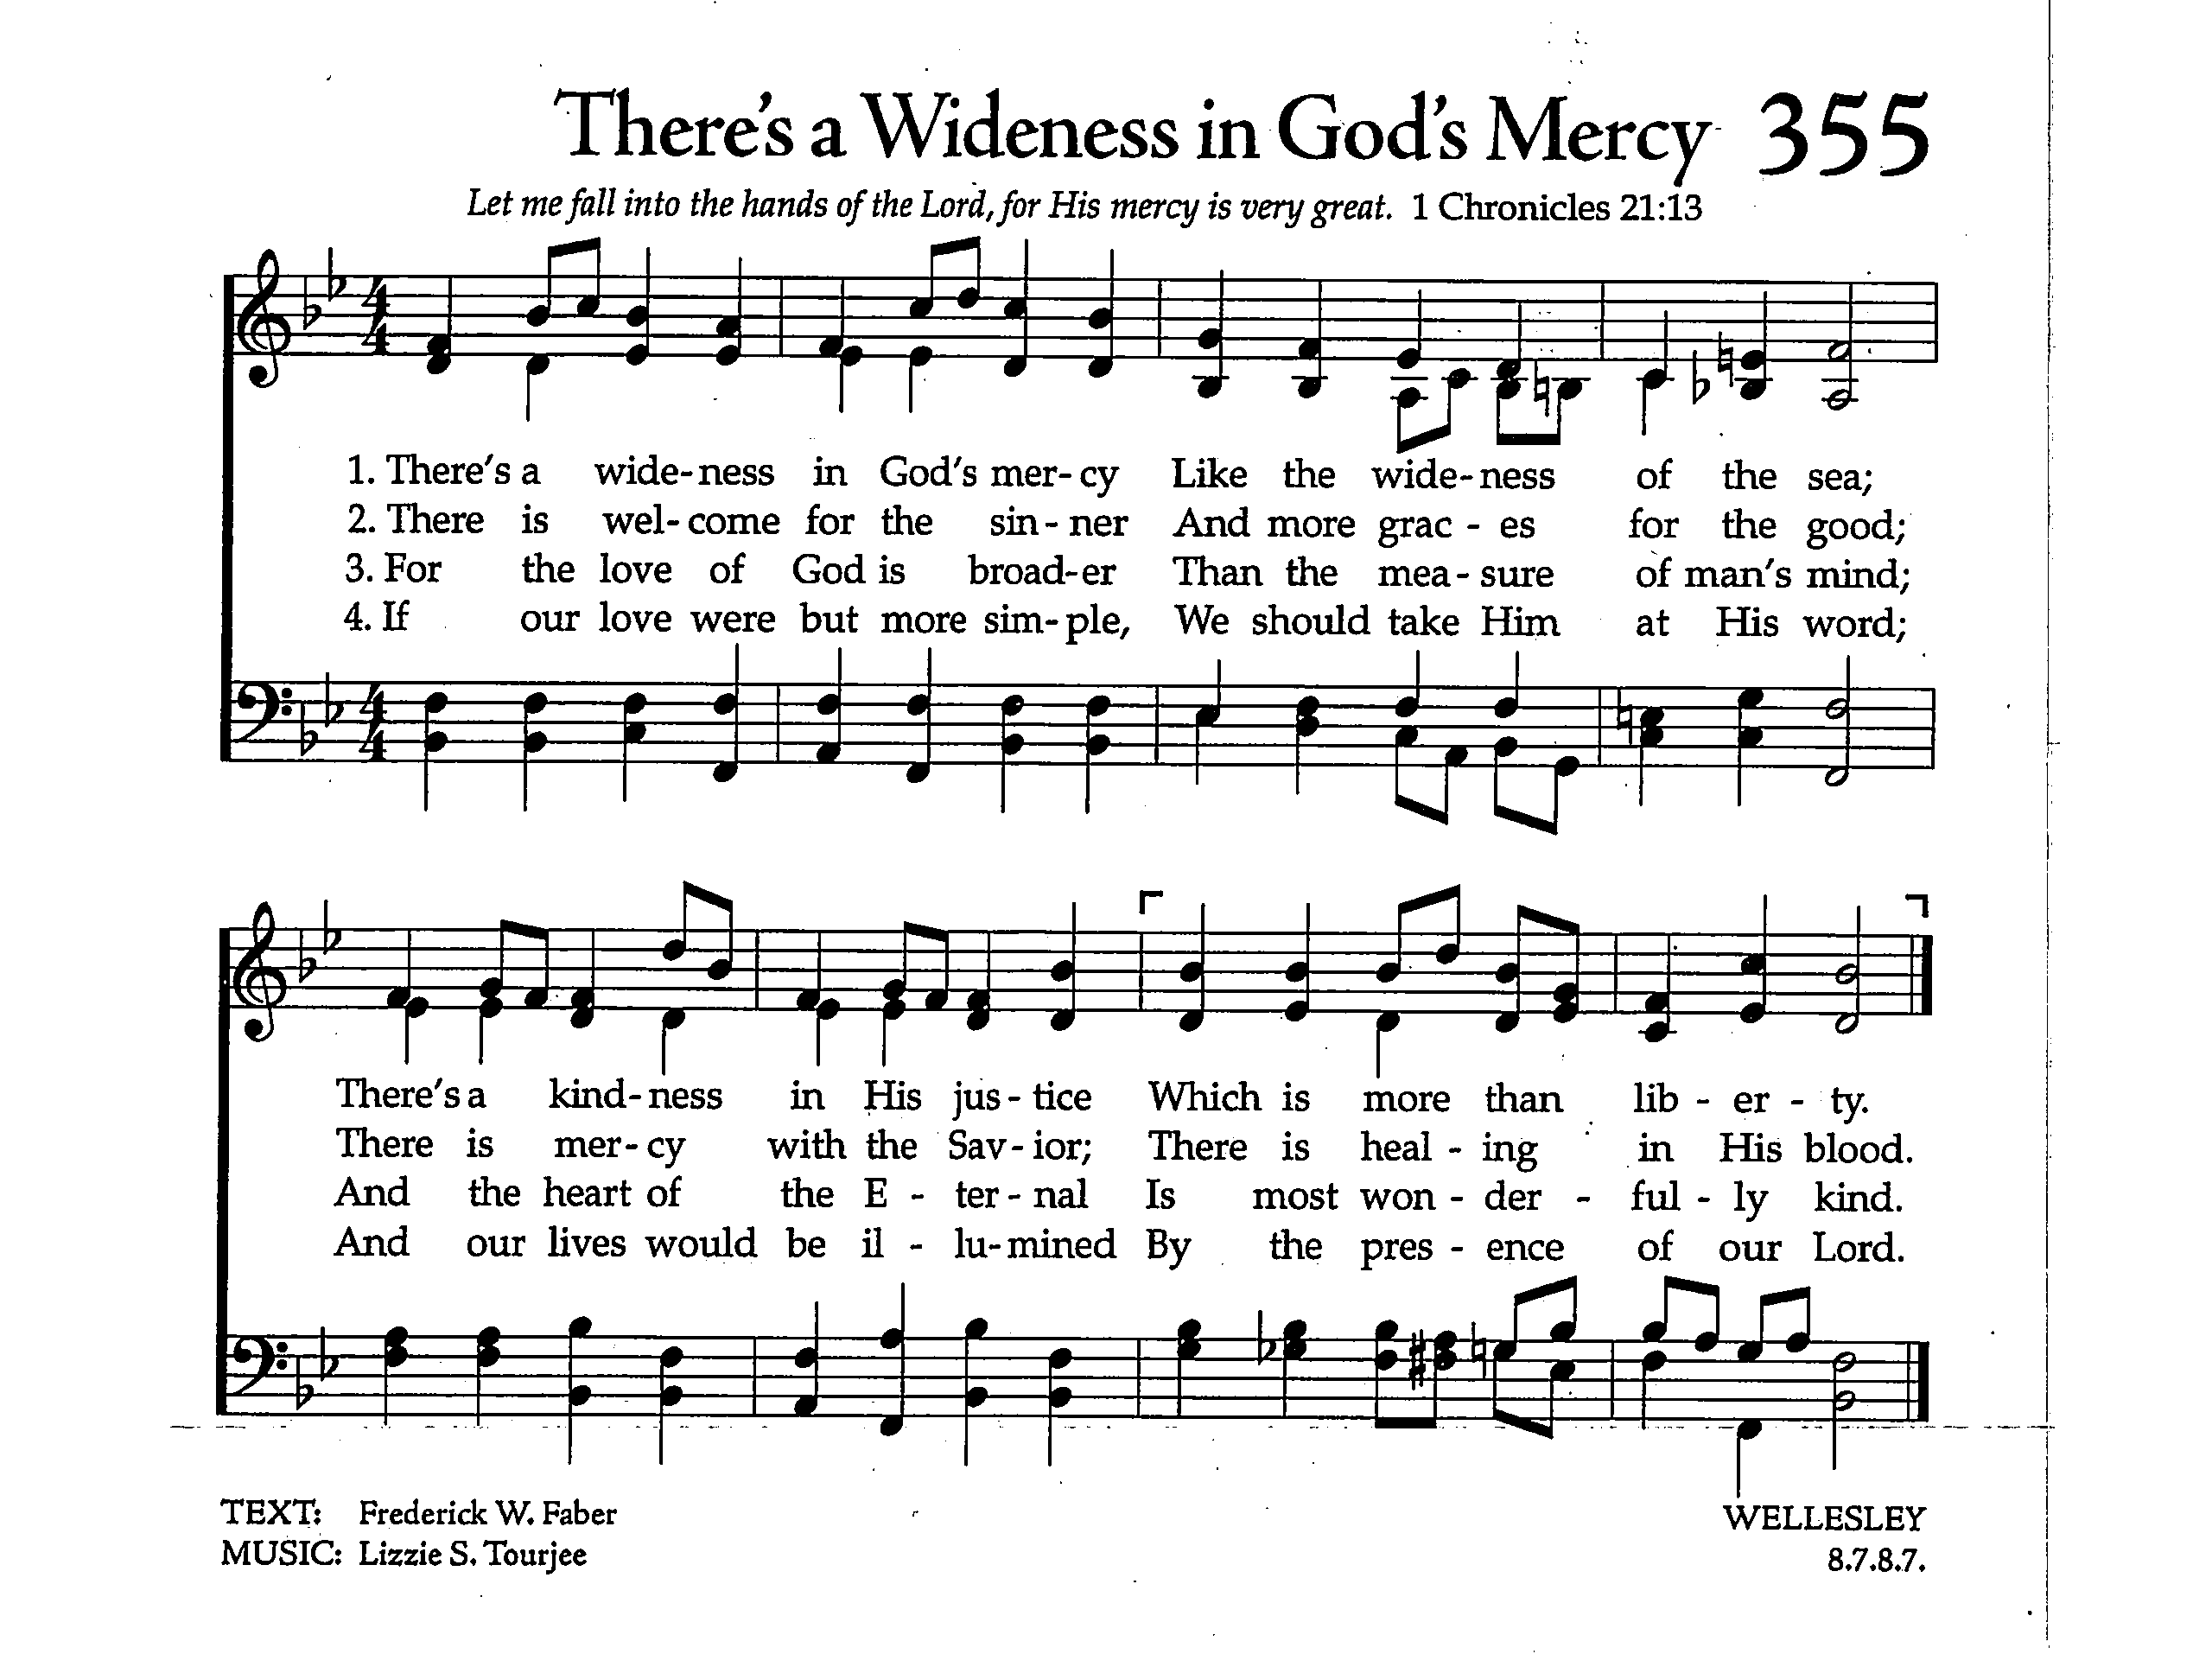 There's a Wideness in God's Mercy 355
Let me fall into the hands of the Lord, for His mercy is very great. 1 Chronicles 21:13
1. There's a wide-ness in God's mer-cy Like the wide-ness of the sea;
2. There is wel-come for the sin-ner And more grac-es for the good;
3. For the love of God is broad-er Than the mea-sure of man's mind;
4. If our love were but more sim-ple, We should take Him at His word;
There's a kind-ness in His jus-tice Which is more than lib-er-ty.
There is mer-cy with the Sav-ior; There is heal-ing in His blood.
And the heart of the E-ter-nal Is most won-der-ful-ly kind.
And our lives would be il-lu-mined By the pres-ence of our Lord.
TEXT: Frederick W. Faber
WELLESLEY
MUSIC: Lizzie S. Tourjee
8.7.8.7.